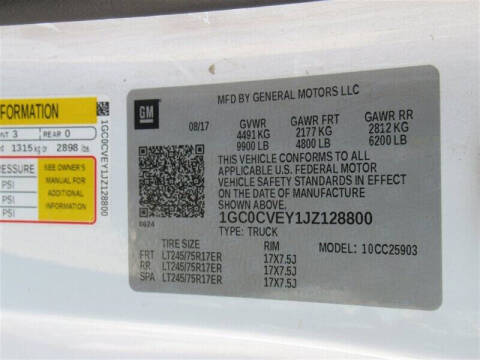 FORMATION
NT 3 REAR 0
1315 kg or 2898 lbs
ESSURE
PSI
PSI
PSI
SEE OWNER'S
MANUAL FOR
ADDITIONAL
INFORMATION
1GC0CVEY1JZ128800
GM
MFD BY GENERAL MOTORS LLC
08/17 GVWR GAWR FRT GAWR RR
4491 KG 2177 KG 2812 KG
9900 LB 4800 LB 6200 LB
THIS VEHICLE CONFORMS TO ALL
APPLICABLE U.S. FEDERAL MOTOR
VEHICLE SAFETY STANDARDS IN EFFECT
ON THE DATE OF MANUFACTURE
SHOWN ABOVE.
1GC0CVEY1JZ128800
TYPE: TRUCK
MODEL: 10CC25903
TIRE SIZE RIM
FRT LT245/75R17ER 17X7.5J
RR LT245/75R17ER 17X7.5J
SPA LT245/75R17ER 17X7.5J